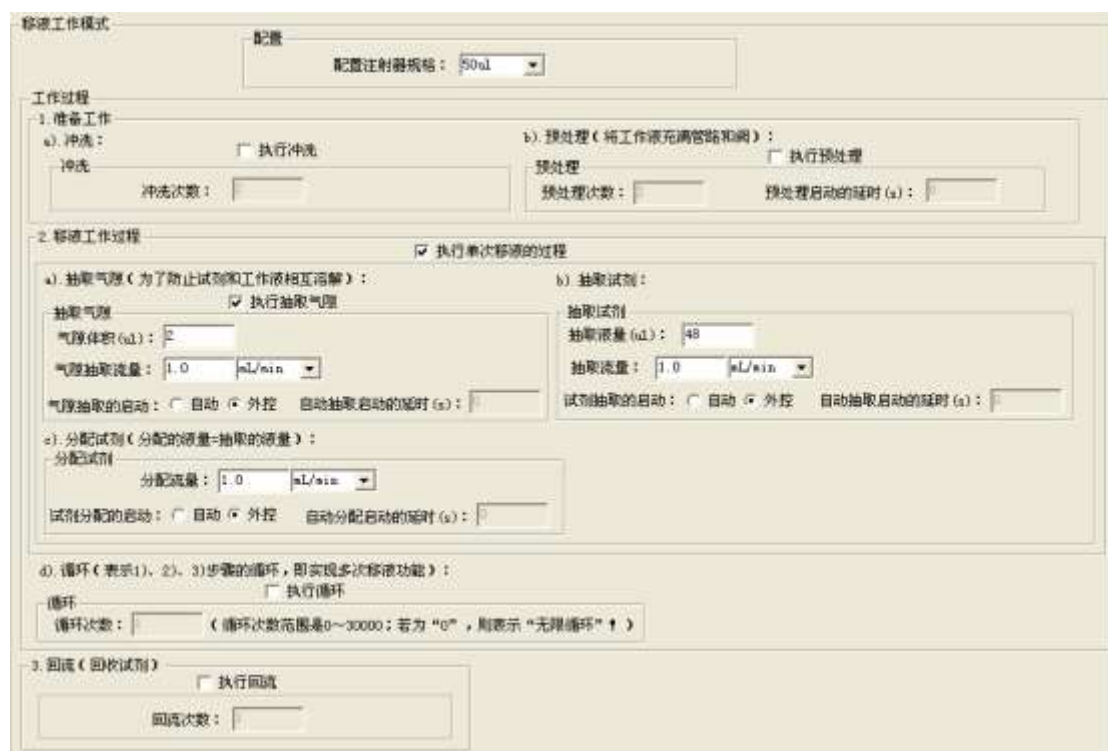 移液工作模式
配置
配置注射器规格： 50ul
工作过程
1.准备工作
a).冲洗：
执行冲洗
冲洗
冲洗次数：
b).预处理(将工作液充满管路和阀)：
执行预处理
预处理
预处理次数： 预处理启动的延时(s)：
2.移液工作过程
执行单次移液的过程
a).抽取气隙(为了防止试剂和工作液相互溶解)：
执行抽取气隙
抽取气隙
气隙体积(ul)： 2
气隙抽取流量： 1.0 mL/min
气隙抽取的启动： 自动 外控 自动抽取启动的延时(s)：
b).抽取试剂：
抽取试剂
抽取液量(ul)： 48
抽取流量： 1.0 mL/min
试剂抽取的启动： 自动 外控 自动抽取启动的延时(s)：
c).分配试剂(分配的液量=抽取的液量)：
分配试剂
分配流量： 1.0 mL/min
试剂分配的启动： 自动 外控 自动分配启动的延时(s)：
d).循环(表示1)、2)、3)步骤的循环，即实现多次移液功能)：
执行循环
循环
循环次数： (循环次数范围是0～30000；若为“0”，则表示“无限循环”！)
3.回流(回收试剂)
执行回流
回流次数：